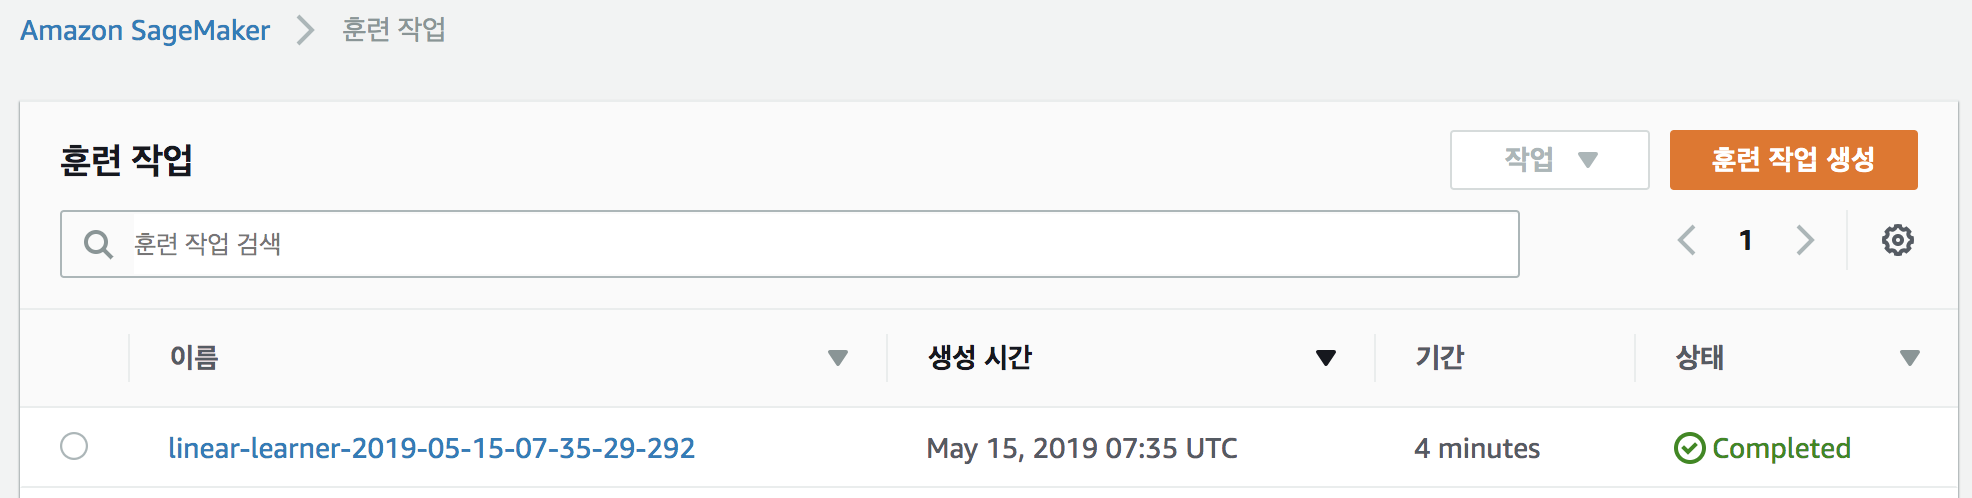 Amazon SageMaker > 훈련 작업
훈련 작업
작업
훈련 작업 생성
훈련 작업 검색
1
이름 생성 시간 기간 상태
linear-learner-2019-05-15-07-35-29-292 May 15, 2019 07:35 UTC 4 minutes Completed